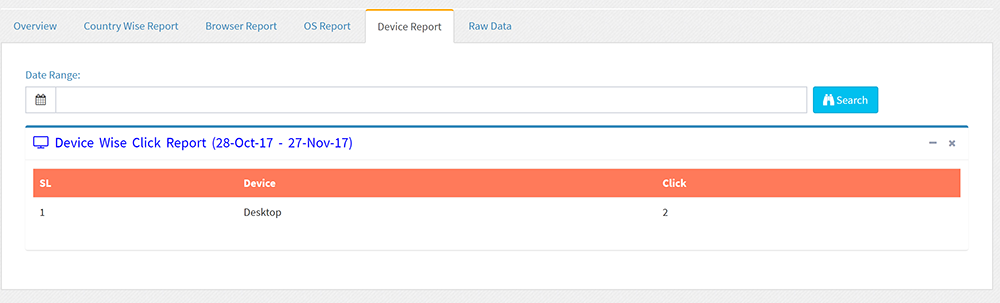 Overview Country Wise Report Browser Report OS Report Device Report Raw Data
Date Range:
Search
Device Wise Click Report (28-Oct-17 - 27-Nov-17)
SL Device Click
1 Desktop 2